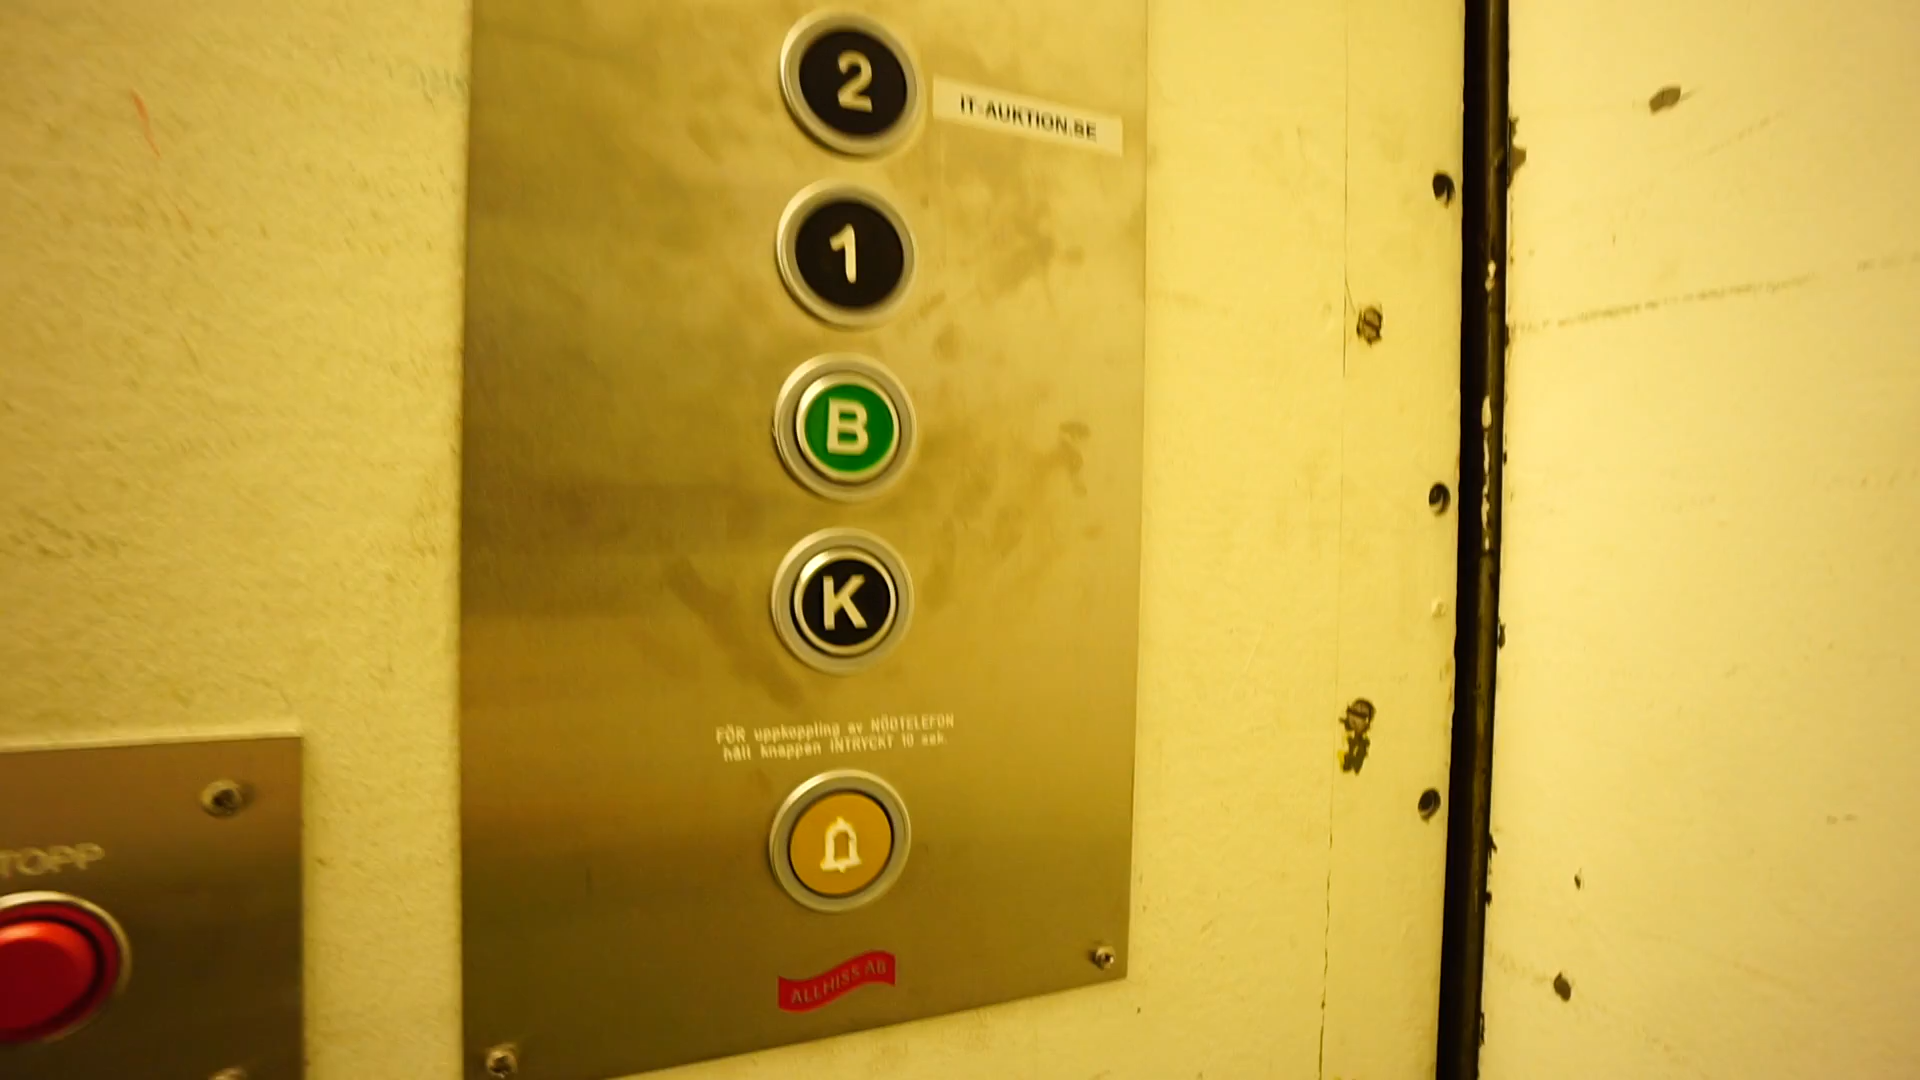 2
IT-AUKTION.SE
1
B
K
FÖR uppkoppling av NÖDTELEFON
håll knappen INTRYCKT 10 sek.
TOPP
ALLHISS AB